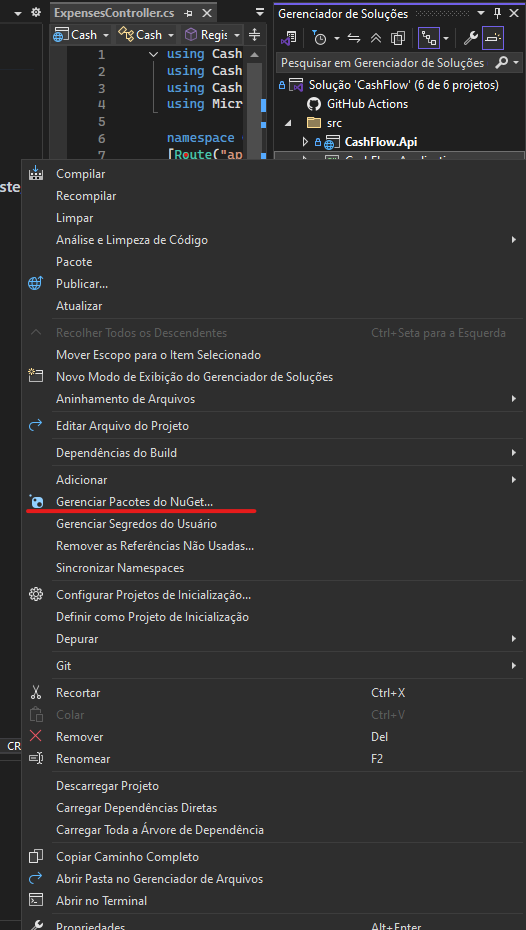 ExpensesController.cs
Gerenciador de Soluções
Cash
Cash
Regis
Pesquisar em Gerenciador de Soluções
1 using Cash
2 using Cash
3 using Cash
4 using Micr
5
6 namespace
7 [Route("ap
Solução 'CashFlow' (6 de 6 projetos)
GitHub Actions
src
CashFlow.Api
CashFlow.Application
ste
Compilar
Recompilar
Limpar
Análise e Limpeza de Código
Pacote
Publicar...
Atualizar
Recolher Todos os Descendentes Ctrl+Seta para a Esquerda
Mover Escopo para o Item Selecionado
Novo Modo de Exibição do Gerenciador de Soluções
Aninhamento de Arquivos
Editar Arquivo do Projeto
Dependências do Build
Adicionar
Gerenciar Pacotes do NuGet...
Gerenciar Segredos do Usuário
Remover as Referências Não Usadas...
Sincronizar Namespaces
Configurar Projetos de Inicialização...
Definir como Projeto de Inicialização
Depurar
Git
Recortar Ctrl+X
Colar Ctrl+V
Remover Del
CR
Renomear F2
Descarregar Projeto
Carregar Dependências Diretas
Carregar Toda a Árvore de Dependência
Copiar Caminho Completo
Abrir Pasta no Gerenciador de Arquivos
Abrir no Terminal
Propriedades Alt+Enter